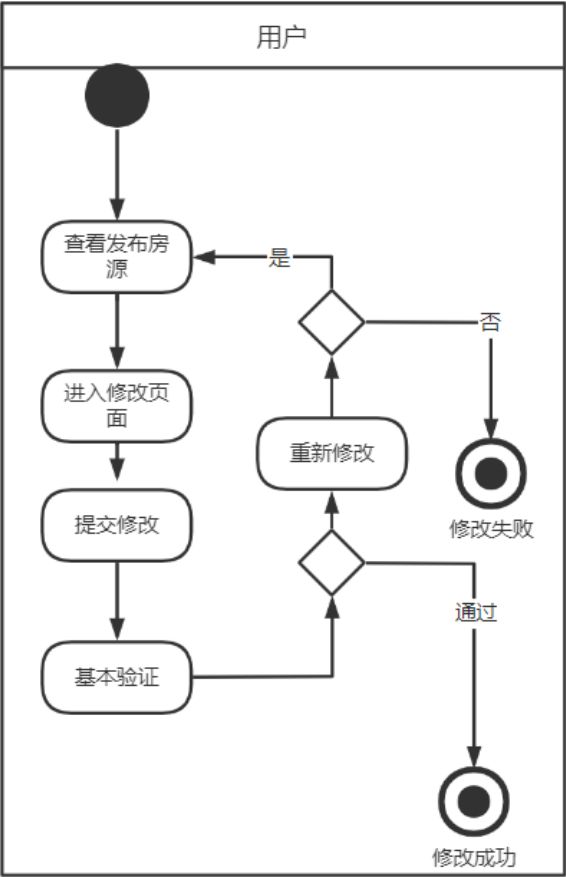 用户
查看发布房
源
是
否
进入修改页
面
重新修改
提交修改
修改失败
通过
基本验证
修改成功